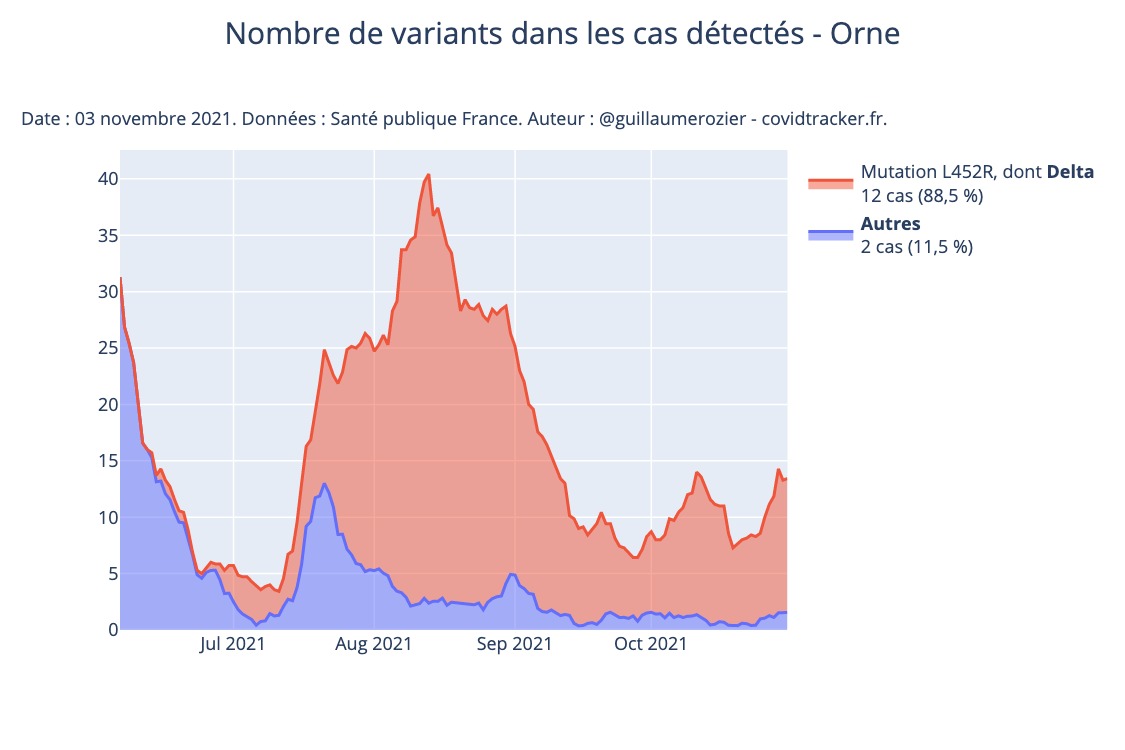 Nombre de variants dans les cas détectés - Orne
Date : 03 novembre 2021. Données : Santé publique France. Auteur : @guillaumerozier - covidtracker.fr.
Mutation L452R, dont Delta
12 cas (88,5 %)
Autres
2 cas (11,5 %)
40
35
30
25
20
15
10
5
0
Jul 2021 Aug 2021 Sep 2021 Oct 2021